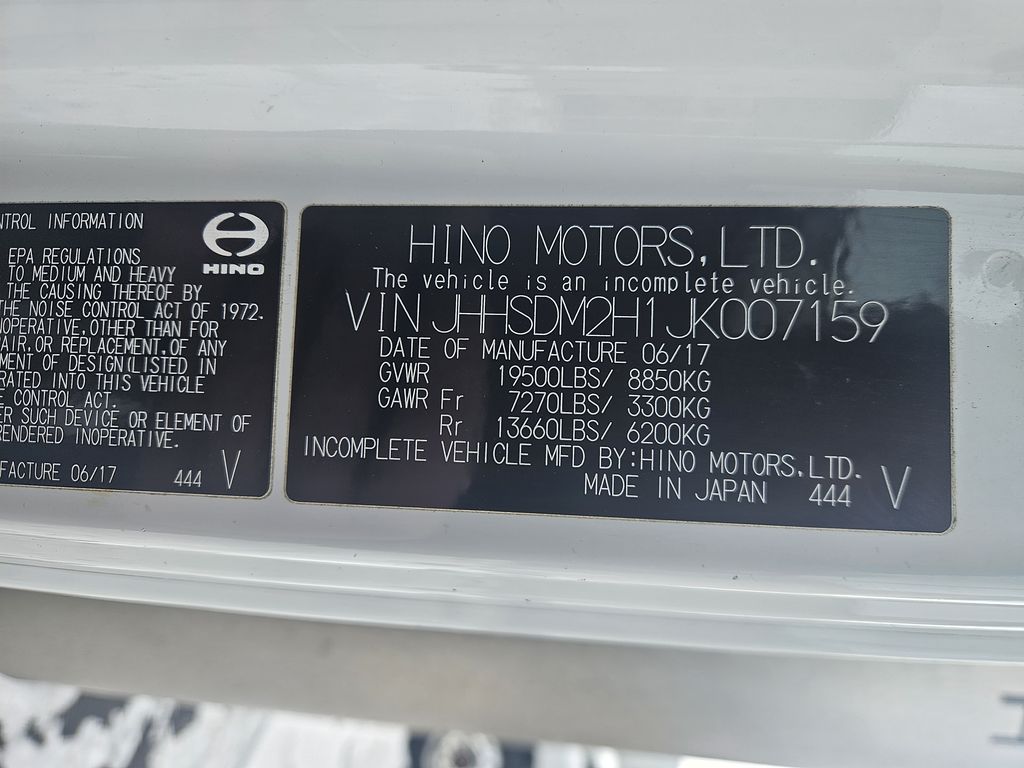 NTROL INFORMATION
HINO
EPA REGULATIONS
TO MEDIUM AND HEAVY
THE CAUSING THEREOF BY
NOISE CONTROL ACT OF 1972.
NOPERATIVE,OTHER THAN FOR
AIR,OR REPLACEMENT,OF ANY
MENT OF DESIGN(LISTED IN
RATED INTO THIS VEHICLE
CONTROL ACT.
ER SUCH DEVICE OR ELEMENT OF
RENDERED INOPERATIVE.
FACTURE 06/17 444 V
HINO MOTORS,LTD.
The vehicle is an incomplete vehicle.
VIN JHHSDM2H1JK007159
DATE OF MANUFACTURE 06/17
GVWR 19500LBS/ 8850KG
GAWR Fr 7270LBS/ 3300KG
Rr 13660LBS/ 6200KG
INCOMPLETE VEHICLE MFD BY:HINO MOTORS,LTD.
MADE IN JAPAN 444 V